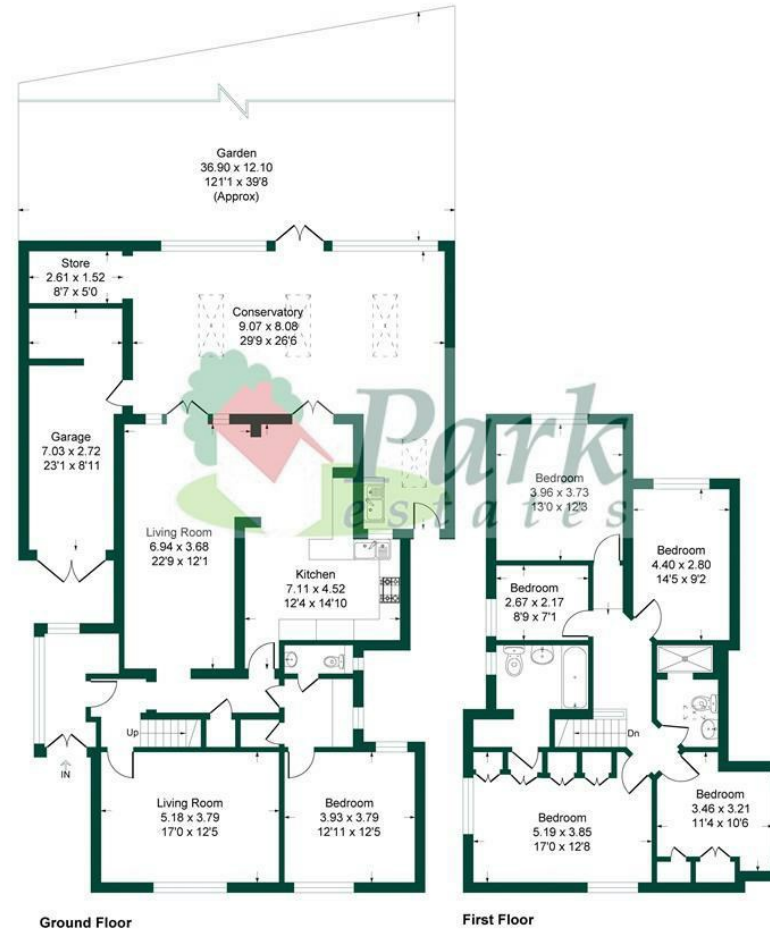 Garden
36.90 x 12.10
121'1 x 39'8
(Approx)
Store
2.61 x 1.52
8'7 x 5'0
Conservatory
9.07 x 8.08
29'9 x 26'6
Garage
7.03 x 2.72
23'1 x 8'11
Park
estates
Living Room
6.94 x 3.68
22'9 x 12'1
Kitchen
7.11 x 4.52
12'4 x 14'10
Bedroom
3.96 x 3.73
13'0 x 12'3
Bedroom
4.40 x 2.80
14'5 x 9'2
Bedroom
2.67 x 2.17
8'9 x 7'1
Up
IN
Dn
Living Room
5.18 x 3.79
17'0 x 12'5
Bedroom
3.93 x 3.79
12'11 x 12'5
Bedroom
5.19 x 3.85
17'0 x 12'8
Bedroom
3.46 x 3.21
11'4 x 10'6
Ground Floor
First Floor